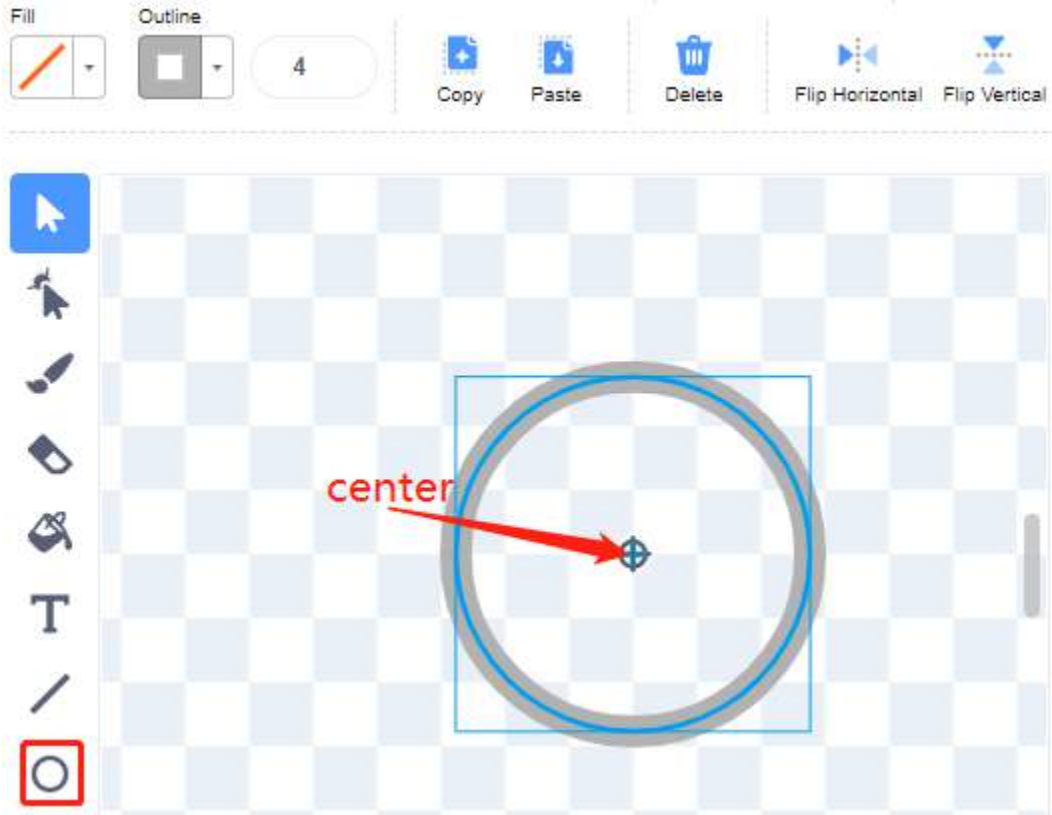 Fill
Outline
4
Copy
Paste
Delete
Flip Horizontal
Flip Vertical
center
T